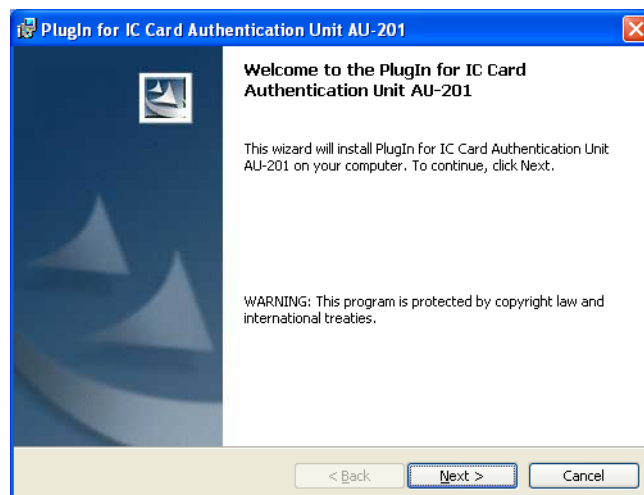 PlugIn for IC Card Authentication Unit AU-201
Welcome to the PlugIn for IC Card
Authentication Unit AU-201
This wizard will install PlugIn for IC Card Authentication Unit
AU-201 on your computer. To continue, click Next.
WARNING: This program is protected by copyright law and
international treaties.
< Back
Next >
Cancel